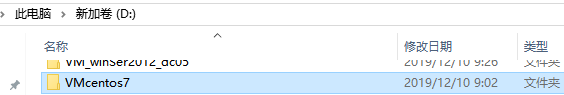 此电脑 > 新加卷 (D:)
名称 修改日期 类型
VM_winSer2012_dc05 2019/12/10 9:26 文件夹
VMcentos7 2019/12/10 9:02 文件夹